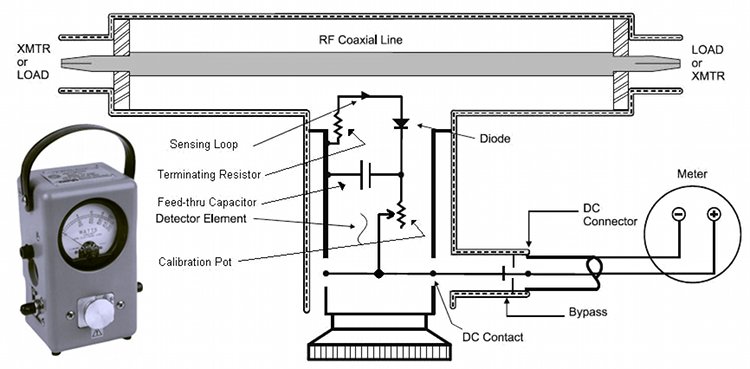 RF Coaxial Line
XMTR
or
LOAD
LOAD
or
XMTR
Sensing Loop
Diode
Terminating Resistor
Feed-thru Capacitor
Detector Element
Calibration Pot
Meter
DC
Connector
Bypass
DC Contact
WATTS